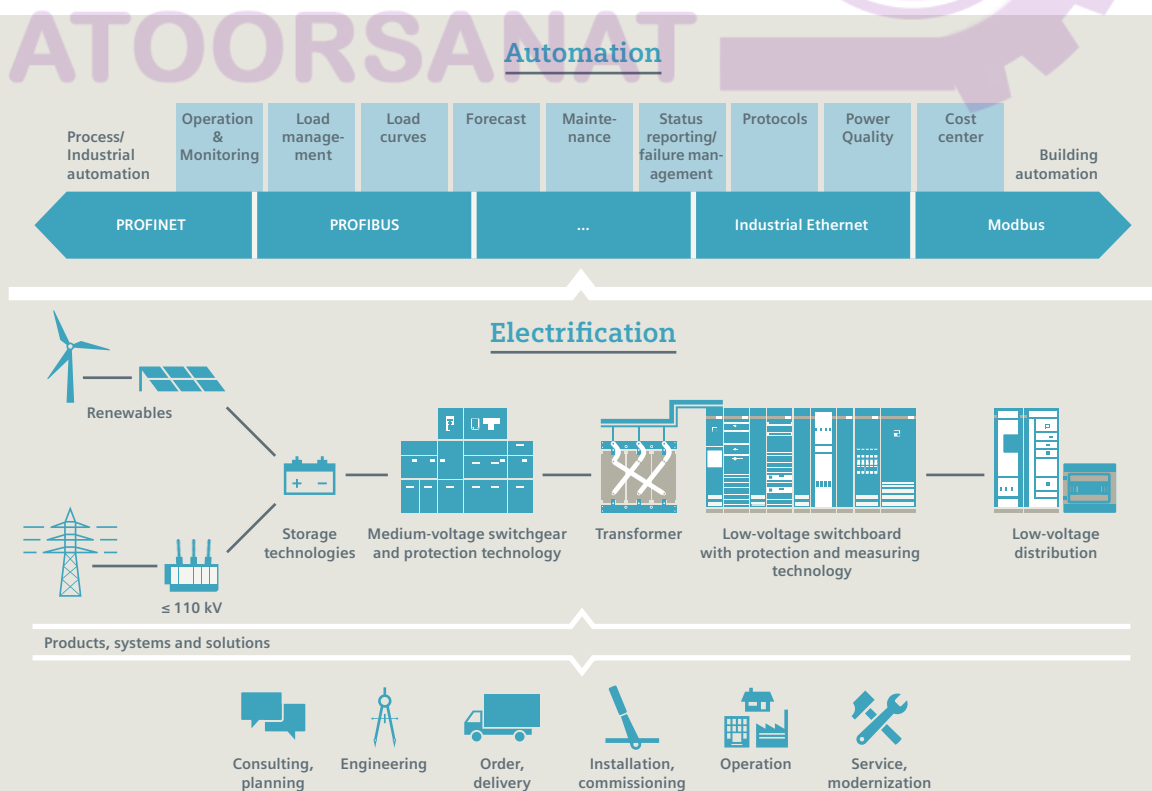 ATOORSANAT
Automation
Process/
Industrial
automation
Operation
&
Monitoring
Load
manage-
ment
Load
curves
Forecast
Mainte-
nance
Status
reporting/
failure man-
agement
Protocols
Power
Quality
Cost
center
Building
automation
PROFINET
PROFIBUS
...
Industrial Ethernet
Modbus
Electrification
Renewables
≤ 110 kV
Storage
technologies
Medium-voltage switchgear
and protection technology
Transformer
Low-voltage switchboard
with protection and measuring
technology
Low-voltage
distribution
Products, systems and solutions
Consulting,
planning
Engineering
Order,
delivery
Installation,
commissioning
Operation
Service,
modernization